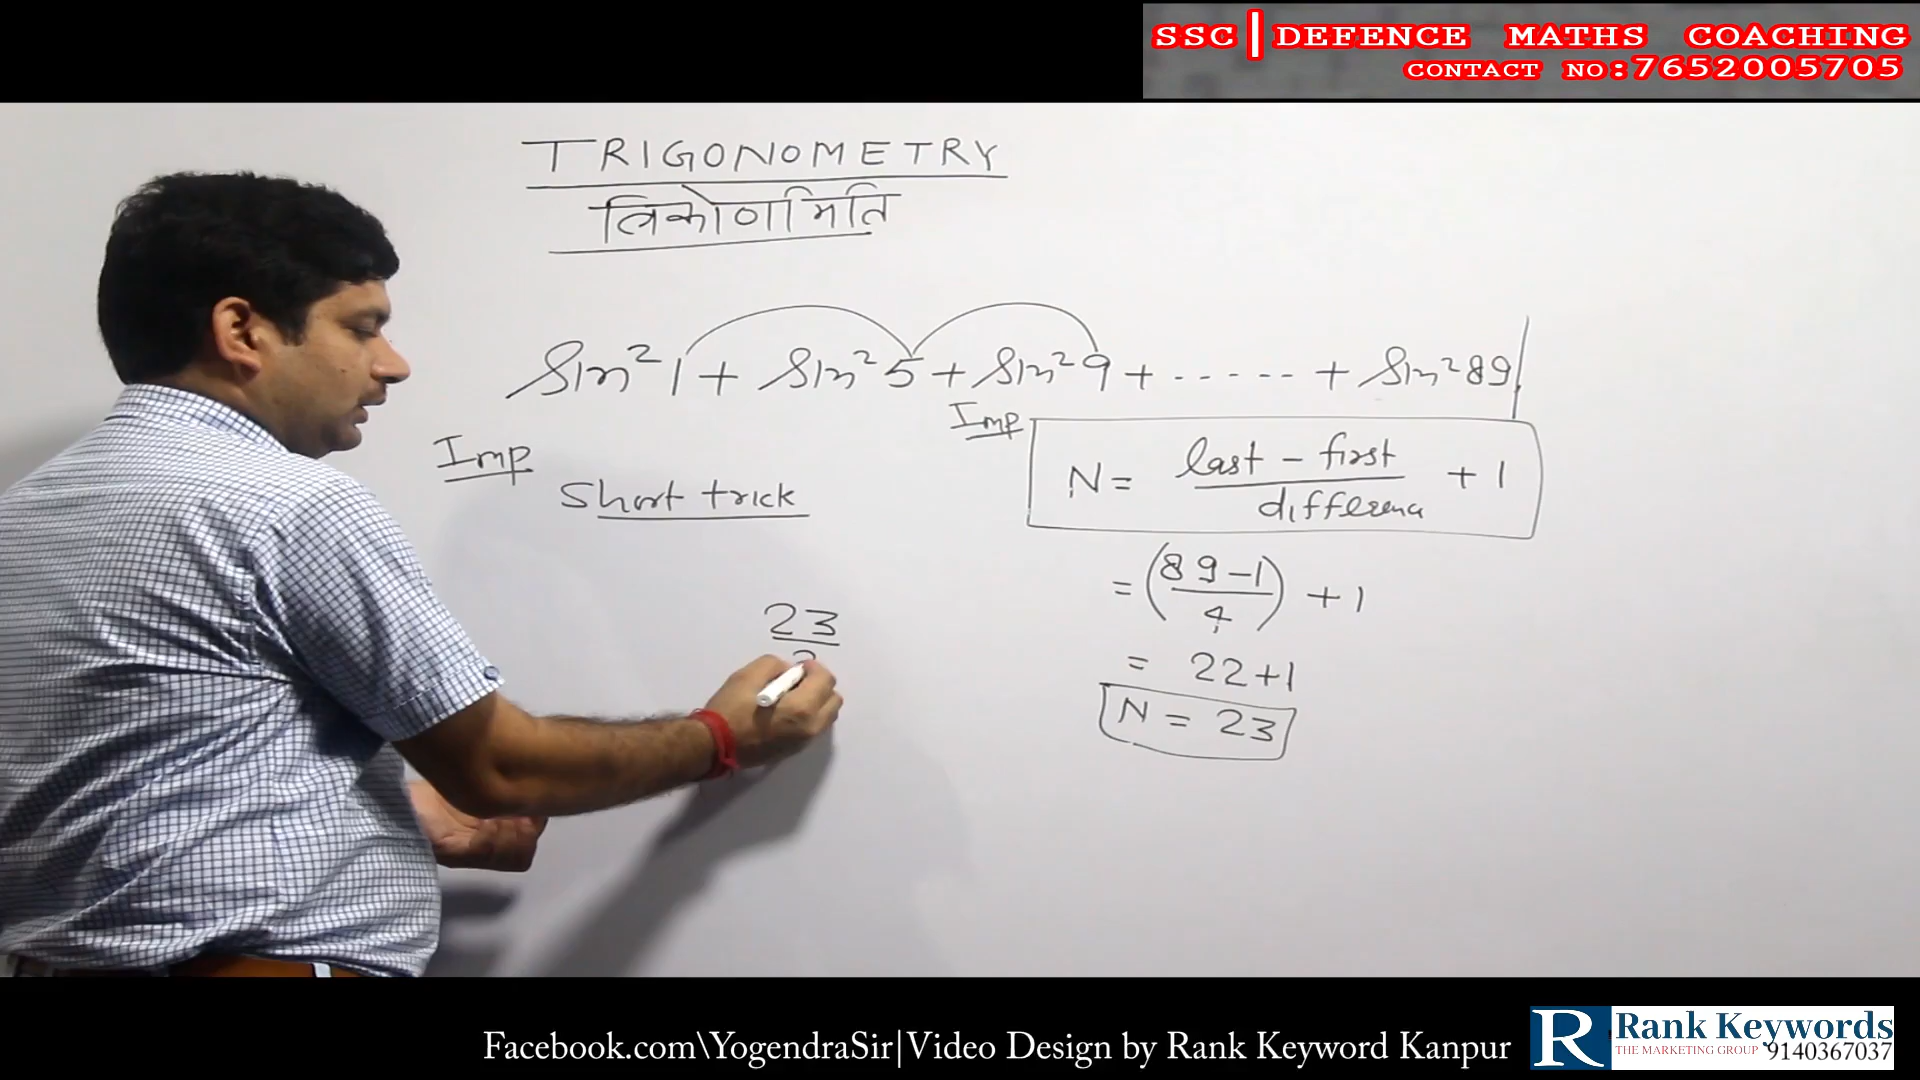 SSC|DEFENCE MATHS COACHING
CONTACT NO:7652005705
TRIGONOMETRY
त्रिकोणमिति
Sin²1 + Sin²5 + Sin²9 + ------ + Sin²89
Imp
Short trick
23
Imp
N = last - first / difference + 1
= (89-1 / 4) + 1
= 22+1
N = 23
Facebook.com\YogendraSir|Video Design by Rank Keyword Kanpur
R Rank Keywords
THE MARKETING GROUP 9140367037